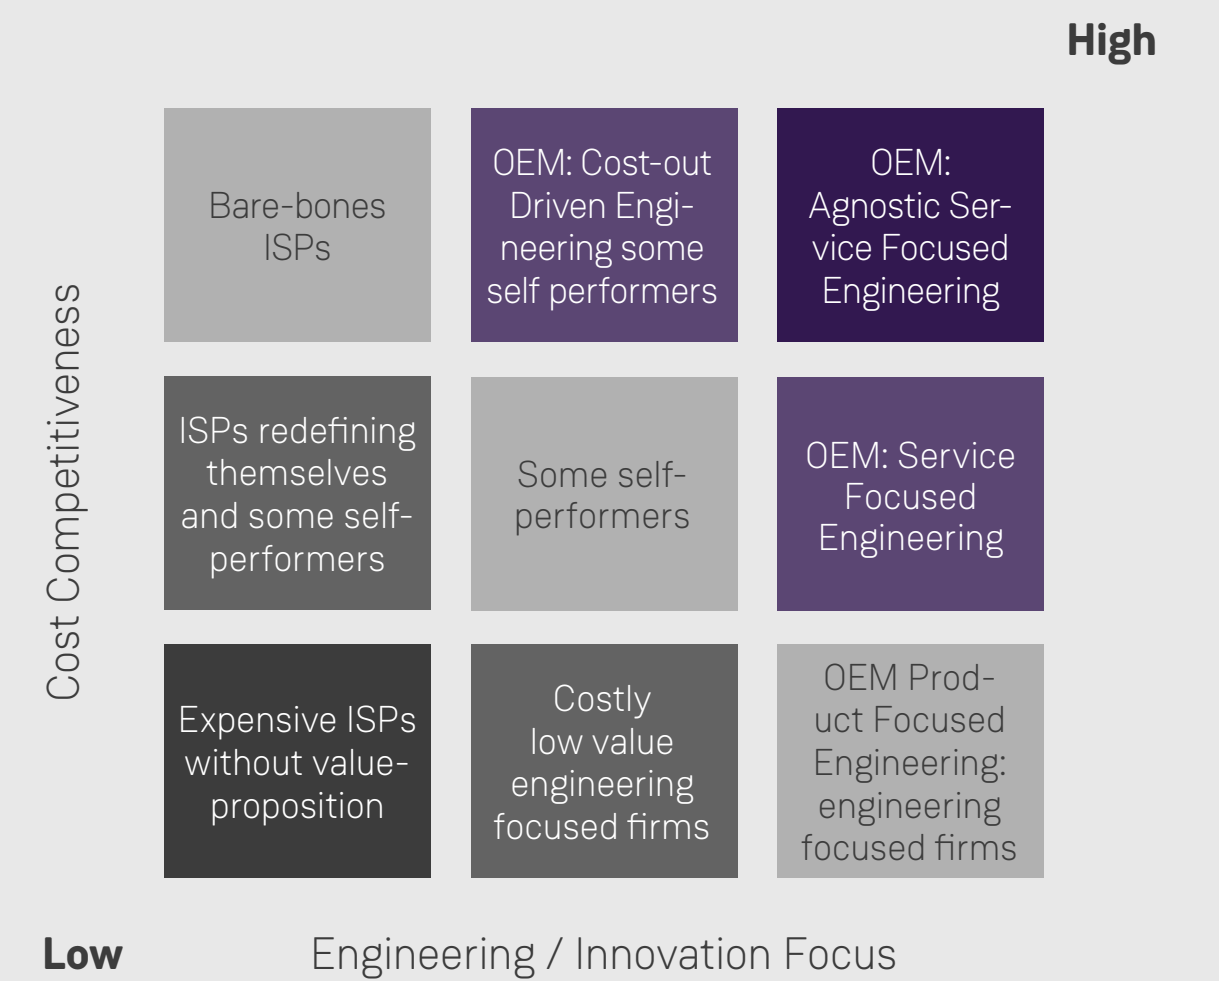 High
Bare-bones
ISPs
OEM: Cost-out
Driven Engi-
neering some
self performers
OEM:
Agnostic Ser-
vice Focused
Engineering
Cost Competitiveness
ISPs redefining
themselves
and some self-
performers
Some self-
performers
OEM: Service
Focused
Engineering
Expensive ISPs
without value-
proposition
Costly
low value
engineering
focused firms
OEM Prod-
uct Focused
Engineering:
engineering
focused firms
Low
Engineering / Innovation Focus